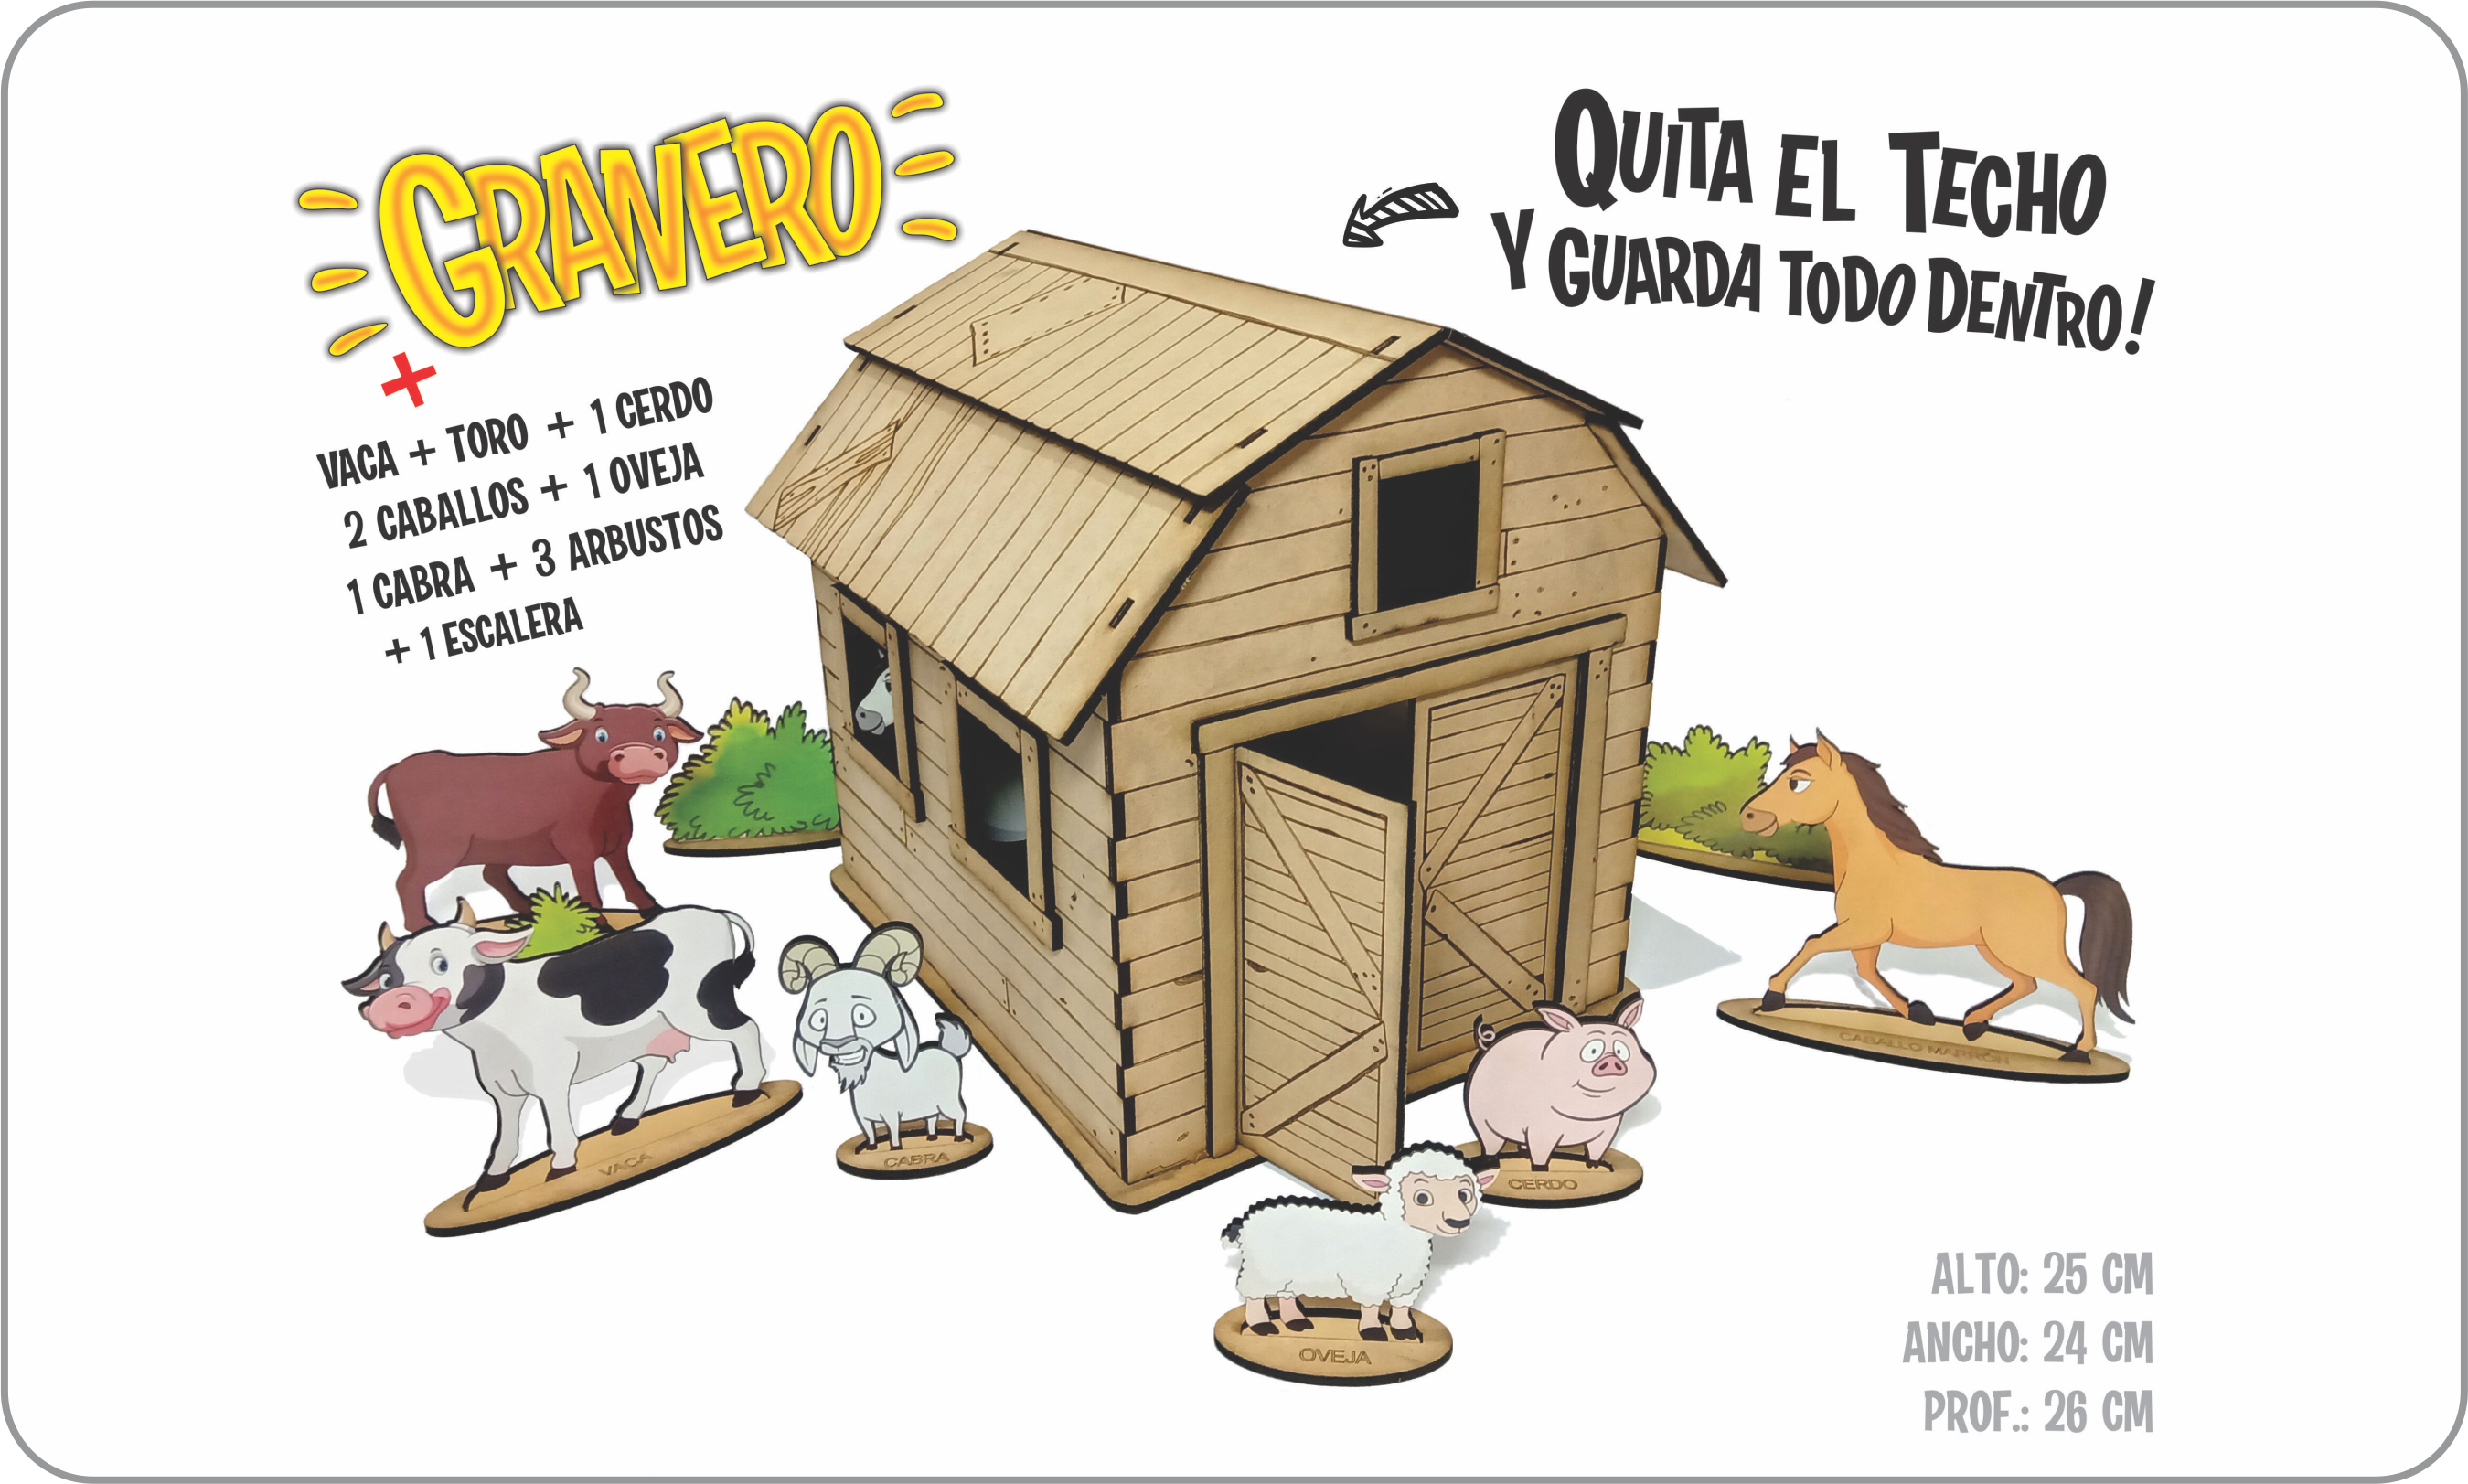 GRANERO
+
VACA + TORO + 1 CERDO
2 CABALLOS + 1 OVEJA
1 CABRA + 3 ARBUSTOS
+ 1 ESCALERA
QUITA EL TECHO
Y GUARDA TODO DENTRO!
CABALLO MARRÓN
VACA
CABRA
CERDO
OVEJA
ALTO: 25 CM
ANCHO: 24 CM
PROF.: 26 CM